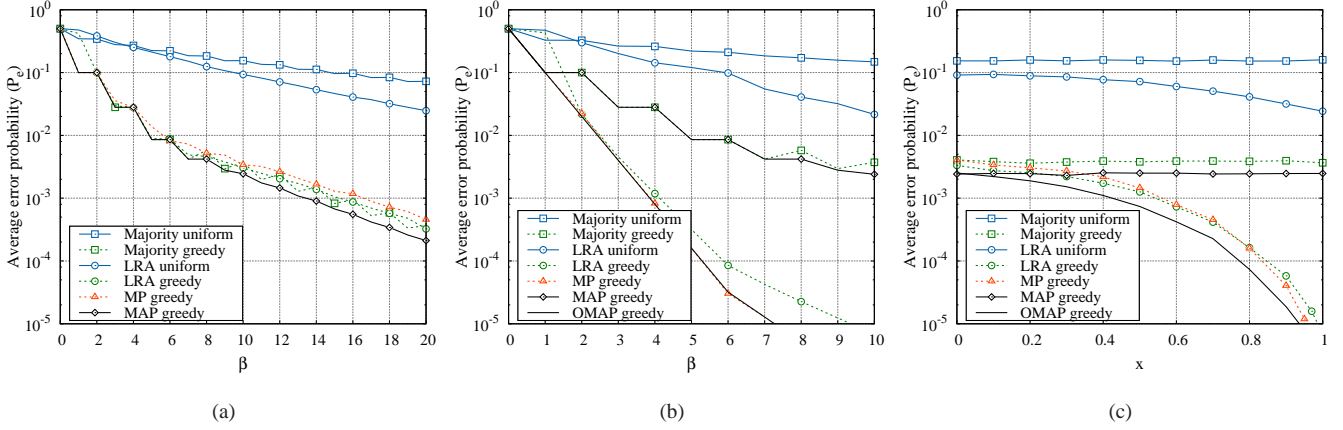 Average error probability (Pe)
10^0
10^-1
10^-2
10^-3
10^-4
10^-5
Majority uniform
Majority greedy
LRA uniform
LRA greedy
MP greedy
MAP greedy
0 2 4 6 8 10 12 14 16 18 20
β
(a)
Average error probability (Pe)
10^0
10^-1
10^-2
10^-3
10^-4
10^-5
Majority uniform
Majority greedy
LRA uniform
LRA greedy
MP greedy
MAP greedy
OMAP greedy
0 1 2 3 4 5 6 7 8 9 10
β
(b)
Average error probability (Pe)
10^0
10^-1
10^-2
10^-3
10^-4
10^-5
Majority uniform
Majority greedy
LRA uniform
LRA greedy
MP greedy
MAP greedy
OMAP greedy
0 0.2 0.4 0.6 0.8 1
x
(c)